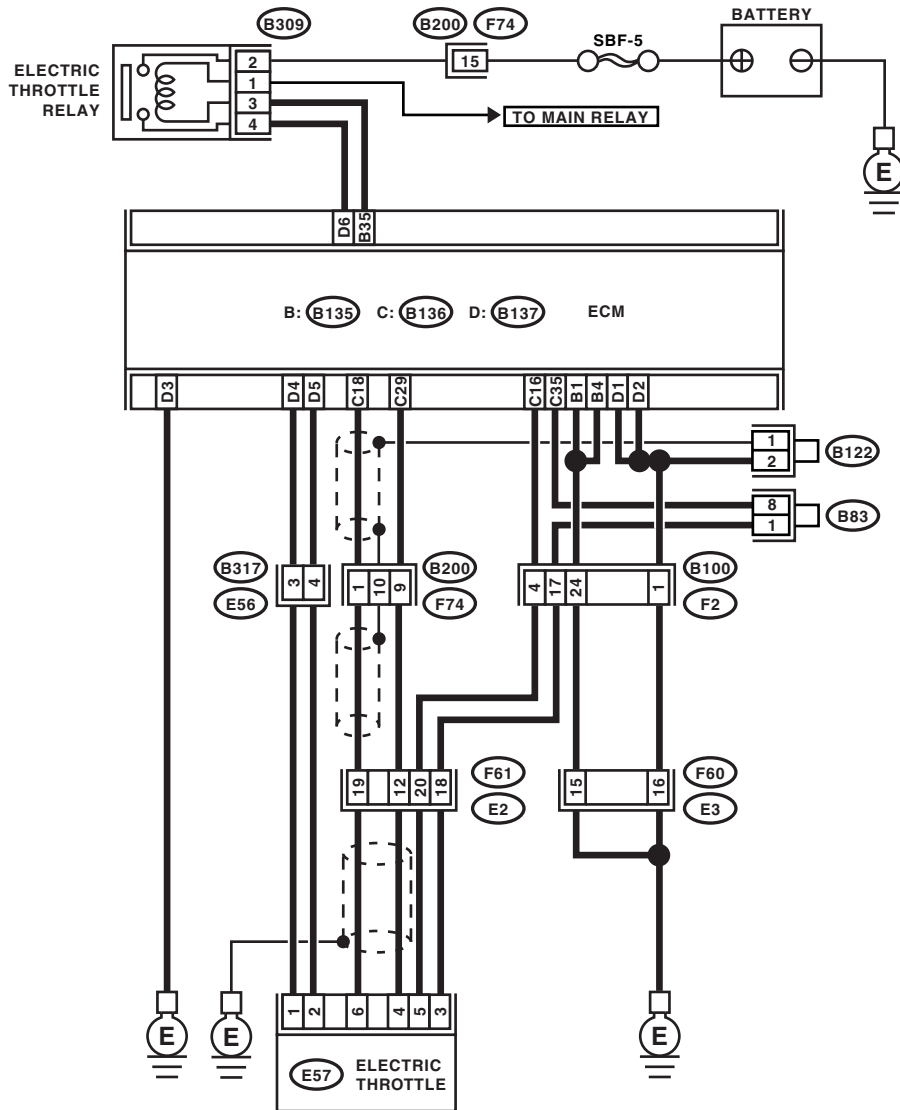 B309
B200 F74
BATTERY
ELECTRIC
THROTTLE
RELAY
2
1
3
4
15
SBF-5
TO MAIN RELAY
E
D6 B35
B: B135 C: B136 D: B137 ECM
D3 D4 D5 C18 C29 C16 C35 B1 B4 D1 D2
1
2
B122
8
1
B83
B317
E56
3 4
1 10 9
B200
F74
4 17 24 1
B100
F2
19 12 20 18
F61
E2
15 16
F60
E3
E E E
1 2 6 4 5 3
E57
ELECTRIC
THROTTLE